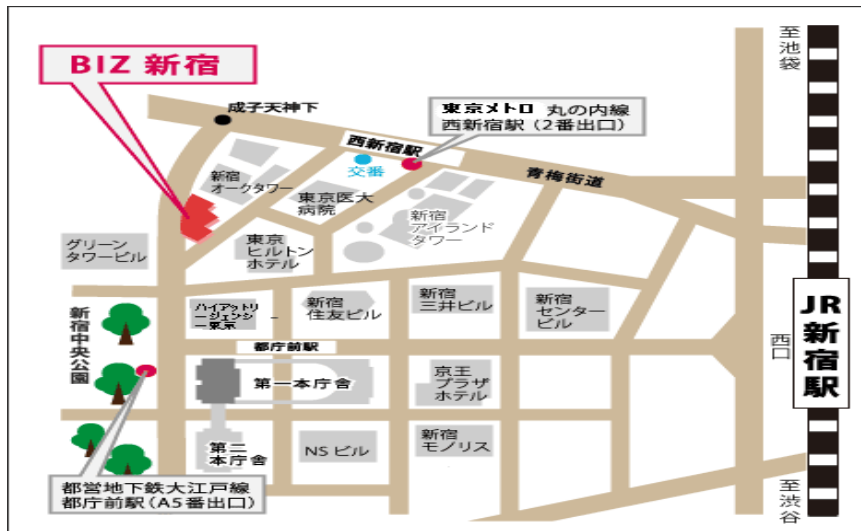 至池袋
BIZ 新宿
成子天神下
東京メトロ 丸の内線
西新宿駅（2番出口）
西新宿駅
交番
青梅街道
新宿
オークタワー
東京医大
病院
新宿
アイランド
タワー
グリーン
タワービル
東京
ヒルトン
ホテル
ハイアットリ
ージェンシ
ー東京
新宿
住友ビル
新宿
三井ビル
新宿
センター
ビル
JR新宿駅
西口
新宿中央公園
都庁前駅
第一本庁舎
京王
プラザ
ホテル
第二
本庁舎
NSビル
新宿
モノリス
都営地下鉄大江戸線
都庁前駅（A5番出口）
至渋谷